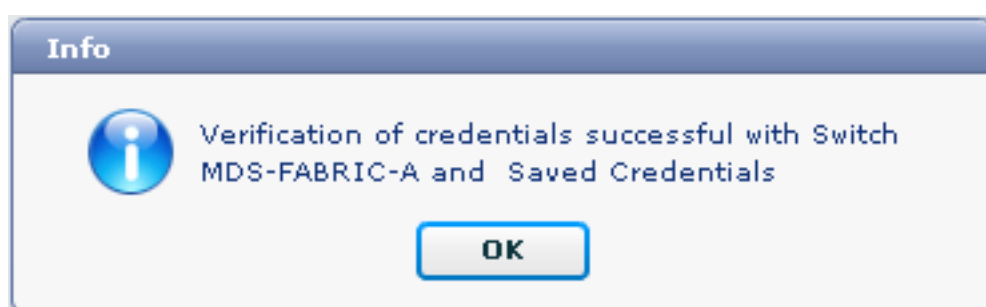 Info
Verification of credentials successful with Switch
MDS-FABRIC-A and  Saved Credentials
OK